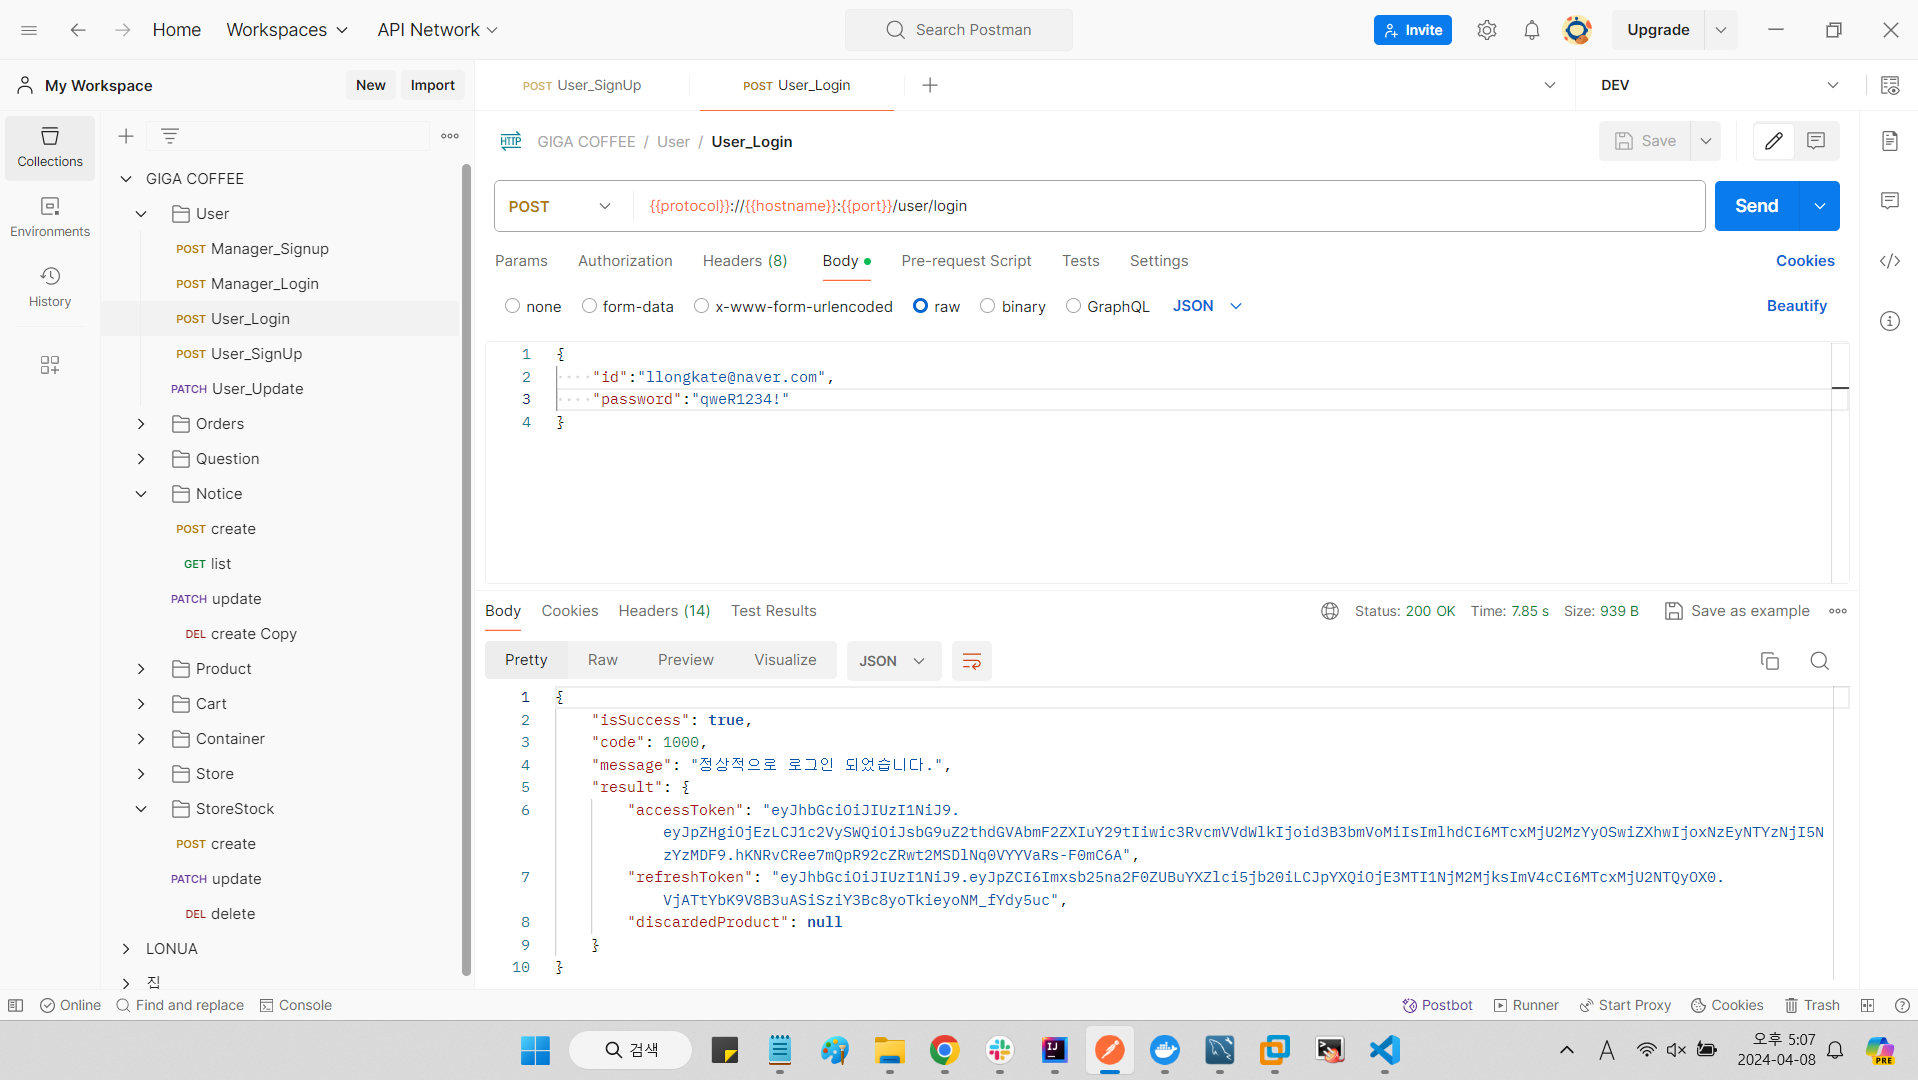 Home Workspaces API Network Search Postman Invite Upgrade
My Workspace New Import POST User_SignUp POST User_Login DEV
Collections
Environments
History
GIGA COFFEE
User
POST Manager_Signup
POST Manager_Login
POST User_Login
POST User_SignUp
PATCH User_Update
Orders
Question
Notice
POST create
GET list
PATCH update
DEL create Copy
Product
Cart
Container
Store
StoreStock
POST create
PATCH update
DEL delete
LONUA
집
HTTP GIGA COFFEE / User / User_Login Save
POST {{protocol}}://{{hostname}}:{{port}}/user/login Send
Params Authorization Headers (8) Body Pre-request Script Tests Settings Cookies
none form-data x-www-form-urlencoded raw binary GraphQL JSON Beautify
1 {
2 "id":"llongkate@naver.com",
3 "password":"qweR1234!"
4 }
Body Cookies Headers (14) Test Results Status: 200 OK Time: 7.85 s Size: 939 B Save as example
Pretty Raw Preview Visualize JSON
1 {
2 "isSuccess": true,
3 "code": 1000,
4 "message": "정상적으로 로그인 되었습니다.",
5 "result": {
6 "accessToken": "eyJhbGciOiJIUzI1NiJ9.
eyJpZHgiOjEzLCJ1c2VySWQiOiJsbG9uZ2thdGVAbmF2ZXIuY29tIiwic3RvcmVVdWlkIjoid3B3bmVoMiIsImlhdCI6MTcxMjU2MzYyOSwiZXhwIjoxNzEyNTYzNjI5N
zYzMDF9.hKNRvCRee7mQpR92cZRwt2MSDlNq0VYYVaRs-F0mC6A",
7 "refreshToken": "eyJhbGciOiJIUzI1NiJ9.eyJpZCI6Imxsb25na2F0ZUBuYXZlci5jb20iLCJpYXQiOjE3MTI1NjM2MjksImV4cCI6MTcxMjU2NTQyOX0.
VjATtYbK9V8B3uASiSziY3Bc8yoTkieyoNM_fYdy5uc",
8 "discardedProduct": null
9 }
10 }
Online Find and replace Console Postbot Runner Start Proxy Cookies Trash
검색 A 오후 5:07
2024-04-08
PRE